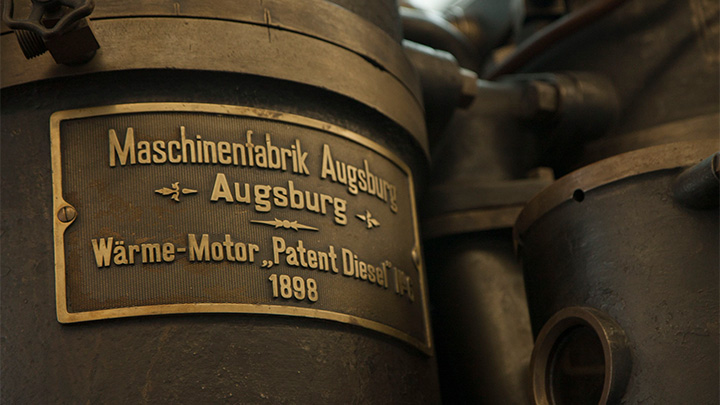 Maschinenfabrik Augsburg
Augsburg
Wärme-Motor „Patent Diesel"
1898